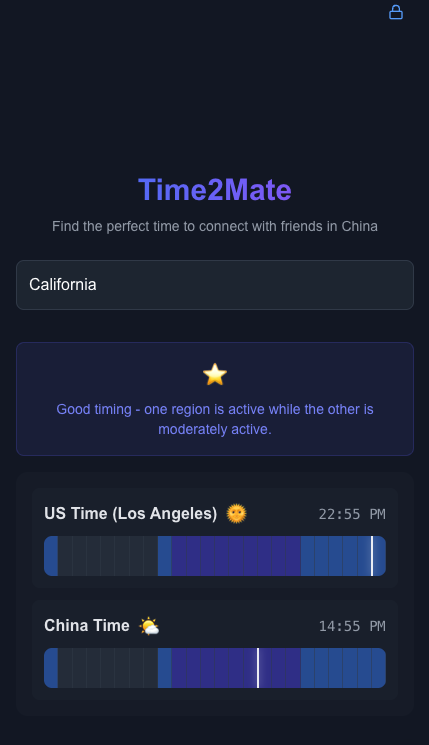 Time2Mate
Find the perfect time to connect with friends in China
California
Good timing - one region is active while the other is
moderately active.
US Time (Los Angeles) 22:55 PM
China Time 14:55 PM